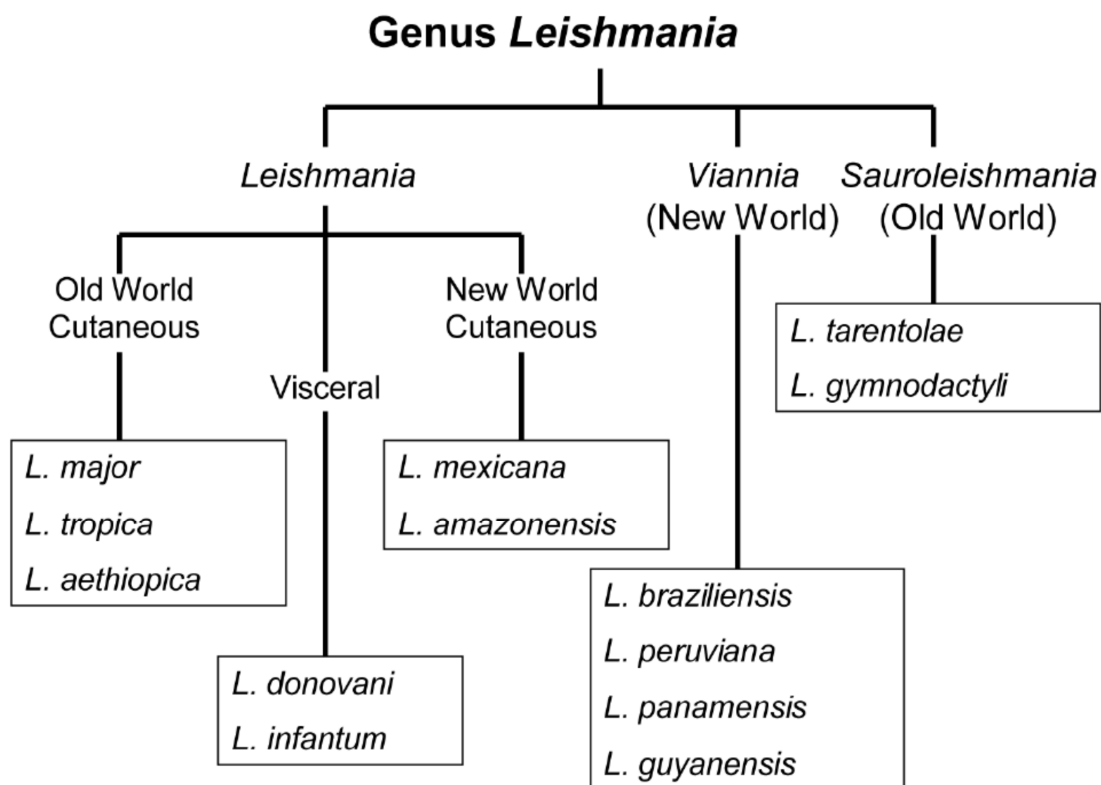 Genus Leishmania
Leishmania
Viannia
(New World)
Sauroleishmania
(Old World)
Old World
Cutaneous
Visceral
New World
Cutaneous
L. tarentolae
L. gymnodactyli
L. major
L. tropica
L. aethiopica
L. mexicana
L. amazonensis
L. donovani
L. infantum
L. braziliensis
L. peruviana
L. panamensis
L. guyanensis